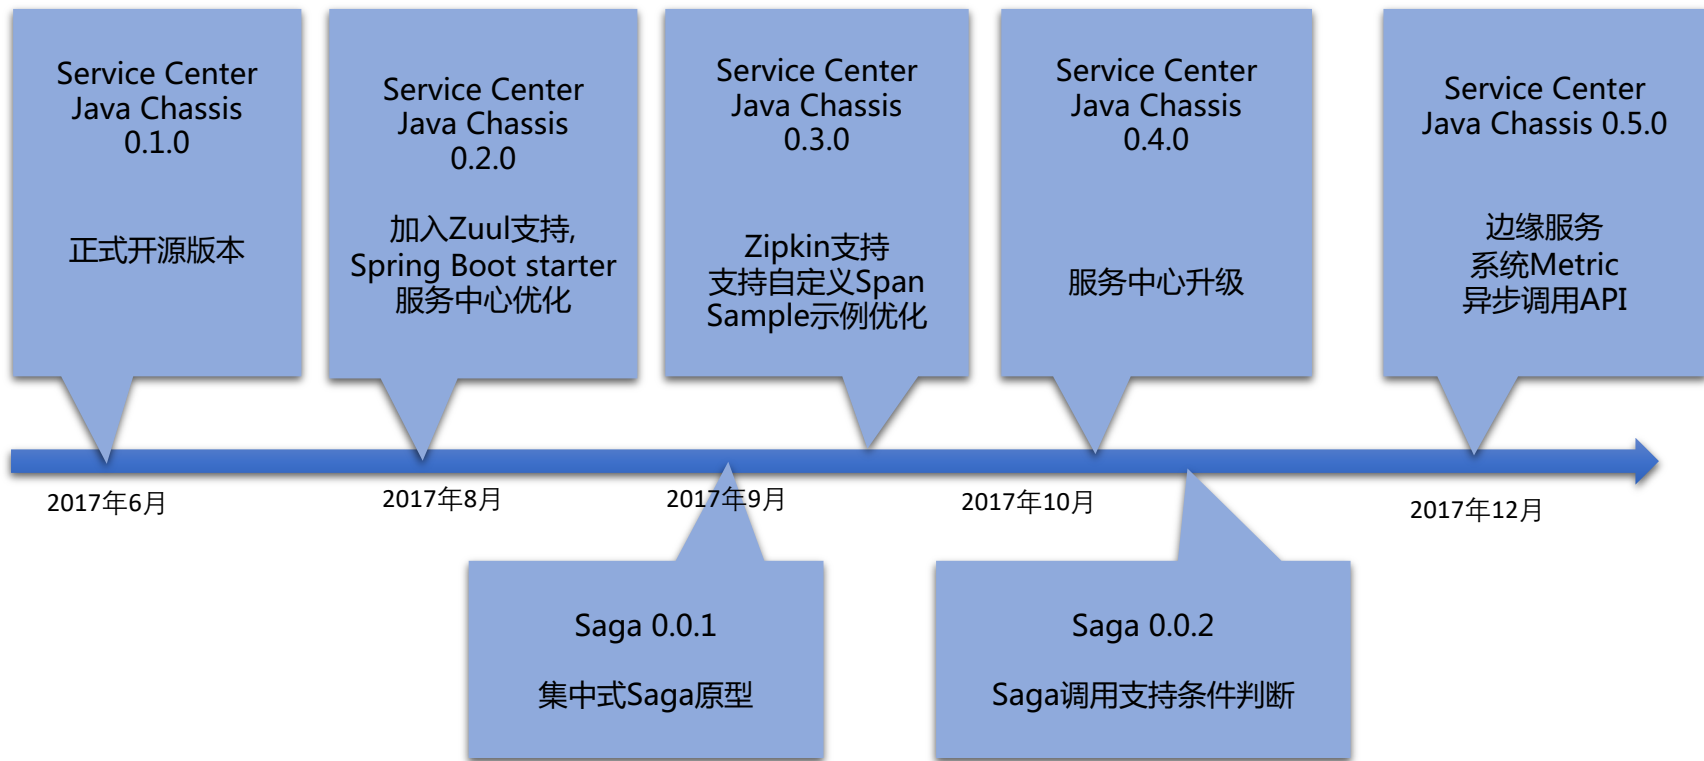 Service Center
Java Chassis
0.1.0
正式开源版本
Service Center
Java Chassis
0.2.0
加入Zuul支持,
Spring Boot starter
服务中心优化
Service Center
Java Chassis
0.3.0
Zipkin支持
支持自定义Span
Sample示例优化
Service Center
Java Chassis
0.4.0
服务中心升级
Service Center
Java Chassis 0.5.0
边缘服务
系统Metric
异步调用API
2017年6月
2017年8月
2017年9月
2017年10月
2017年12月
Saga 0.0.1
集中式Saga原型
Saga 0.0.2
Saga调用支持条件判断